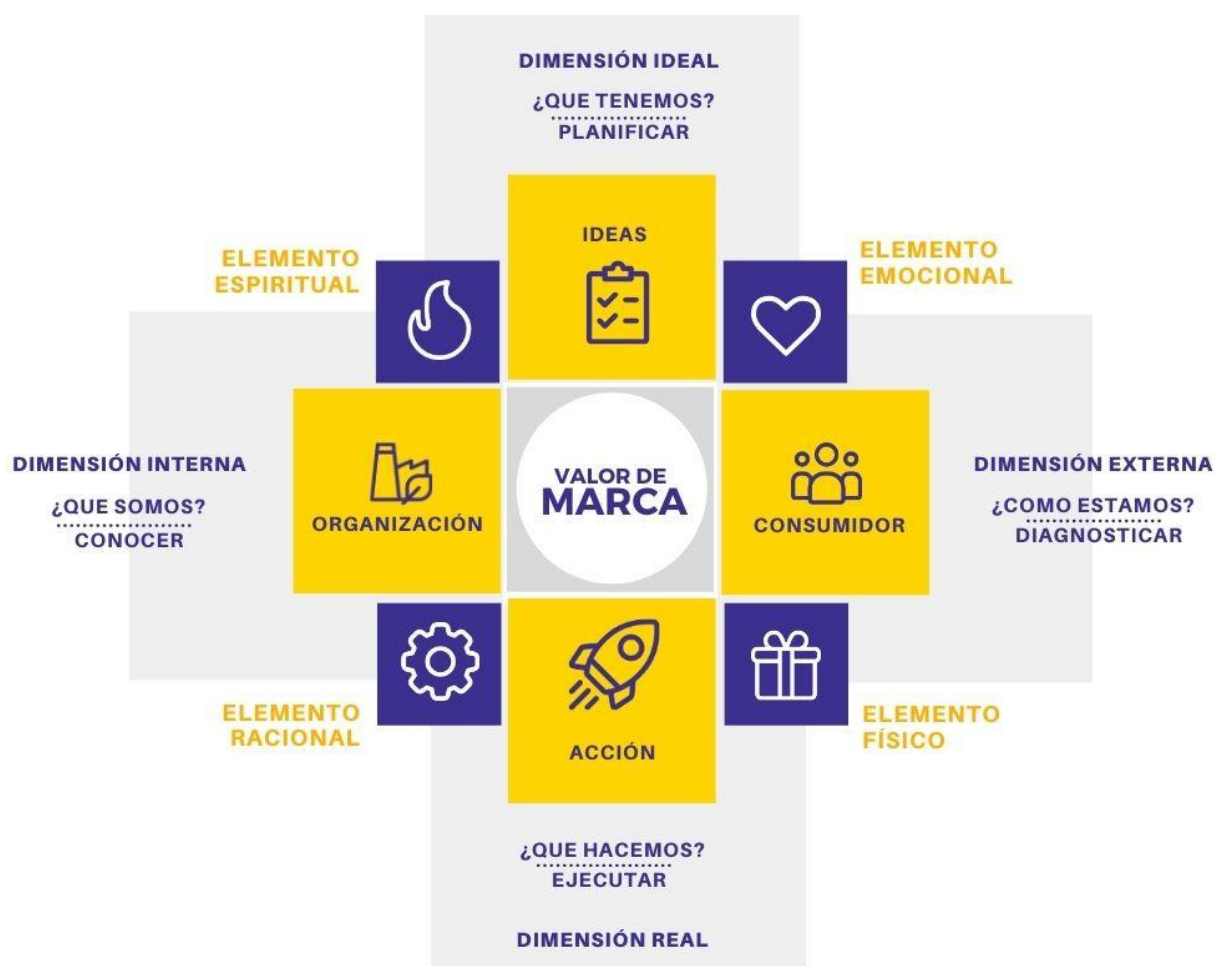 DIMENSIÓN IDEAL
¿QUE TENEMOS?
PLANIFICAR
IDEAS
ELEMENTO
ESPIRITUAL
ELEMENTO
EMOCIONAL
DIMENSIÓN INTERNA
¿QUE SOMOS?
CONOCER
ORGANIZACIÓN
VALOR DE
MARCA
CONSUMIDOR
DIMENSIÓN EXTERNA
¿COMO ESTAMOS?
DIAGNOSTICAR
ELEMENTO
RACIONAL
ACCIÓN
ELEMENTO
FÍSICO
¿QUE HACEMOS?
EJECUTAR
DIMENSIÓN REAL